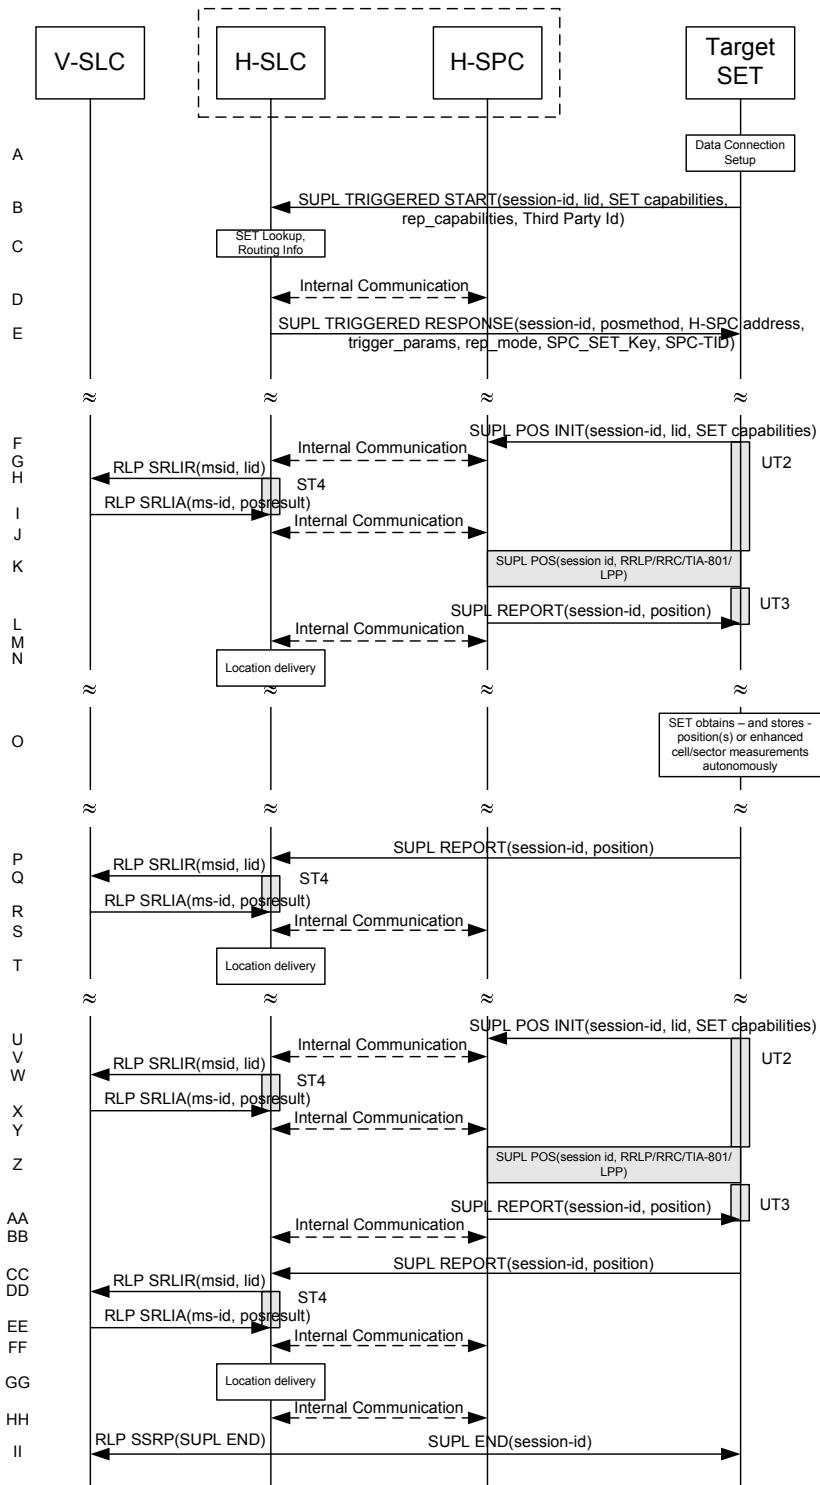 V-SLC
H-SLC
H-SPC
Target
SET
A
Data Connection
Setup
B
SUPL TRIGGERED START(session-id, lid, SET capabilities,
rep_capabilities, Third Party Id)
C
SET Lookup,
Routing Info
D
Internal Communication
E
SUPL TRIGGERED RESPONSE(session-id, posmethod, H-SPC address,
trigger_params, rep_mode, SPC_SET_Key, SPC-TID)
≈ ≈ ≈ ≈
F
SUPL POS INIT(session-id, lid, SET capabilities)
G
Internal Communication
UT2
H
RLP SRLIR(msid, lid)
ST4
I
RLP SRLIA(ms-id, posresult)
J
Internal Communication
K
SUPL POS(session id, RRLP/RRC/TIA-801/
LPP)
UT3
L
SUPL REPORT(session-id, position)
M
Internal Communication
N
Location delivery
≈ ≈ ≈ ≈
O
SET obtains – and stores -
position(s) or enhanced
cell/sector measurements
autonomously
≈ ≈ ≈ ≈
P
SUPL REPORT(session-id, position)
Q
RLP SRLIR(msid, lid)
ST4
R
RLP SRLIA(ms-id, posresult)
S
Internal Communication
T
Location delivery
≈ ≈ ≈ ≈
U
SUPL POS INIT(session-id, lid, SET capabilities)
V
Internal Communication
UT2
W
RLP SRLIR(msid, lid)
ST4
X
RLP SRLIA(ms-id, posresult)
Y
Internal Communication
Z
SUPL POS(session id, RRLP/RRC/TIA-801/
LPP)
UT3
AA
SUPL REPORT(session-id, position)
BB
Internal Communication
CC
SUPL REPORT(session-id, position)
DD
RLP SRLIR(msid, lid)
ST4
EE
RLP SRLIA(ms-id, posresult)
FF
Internal Communication
GG
Location delivery
HH
Internal Communication
II
RLP SSRP(SUPL END)
SUPL END(session-id)